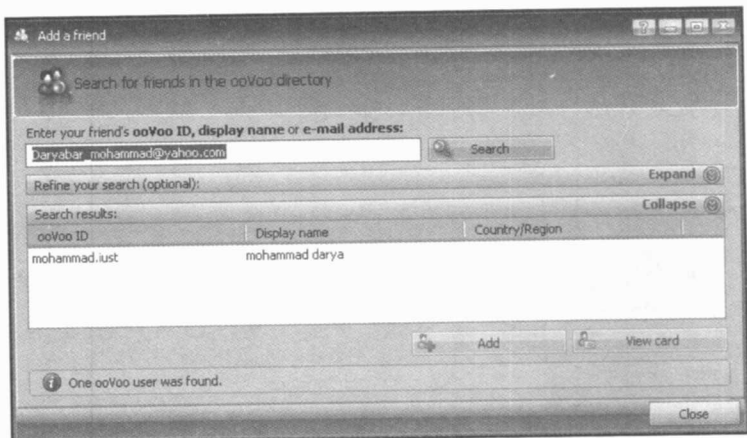 Add a friend
Search for friends in the ooVoo directory
Enter your friend's ooVoo ID, display name or e-mail address:
Daryabar_mohammad@yahoo.com Search
Refine your search (optional): Expand
Search results: Collapse
ooVoo ID Display name Country/Region
mohammad.iust mohammad darya
Add View card
One ooVoo user was found.
Close